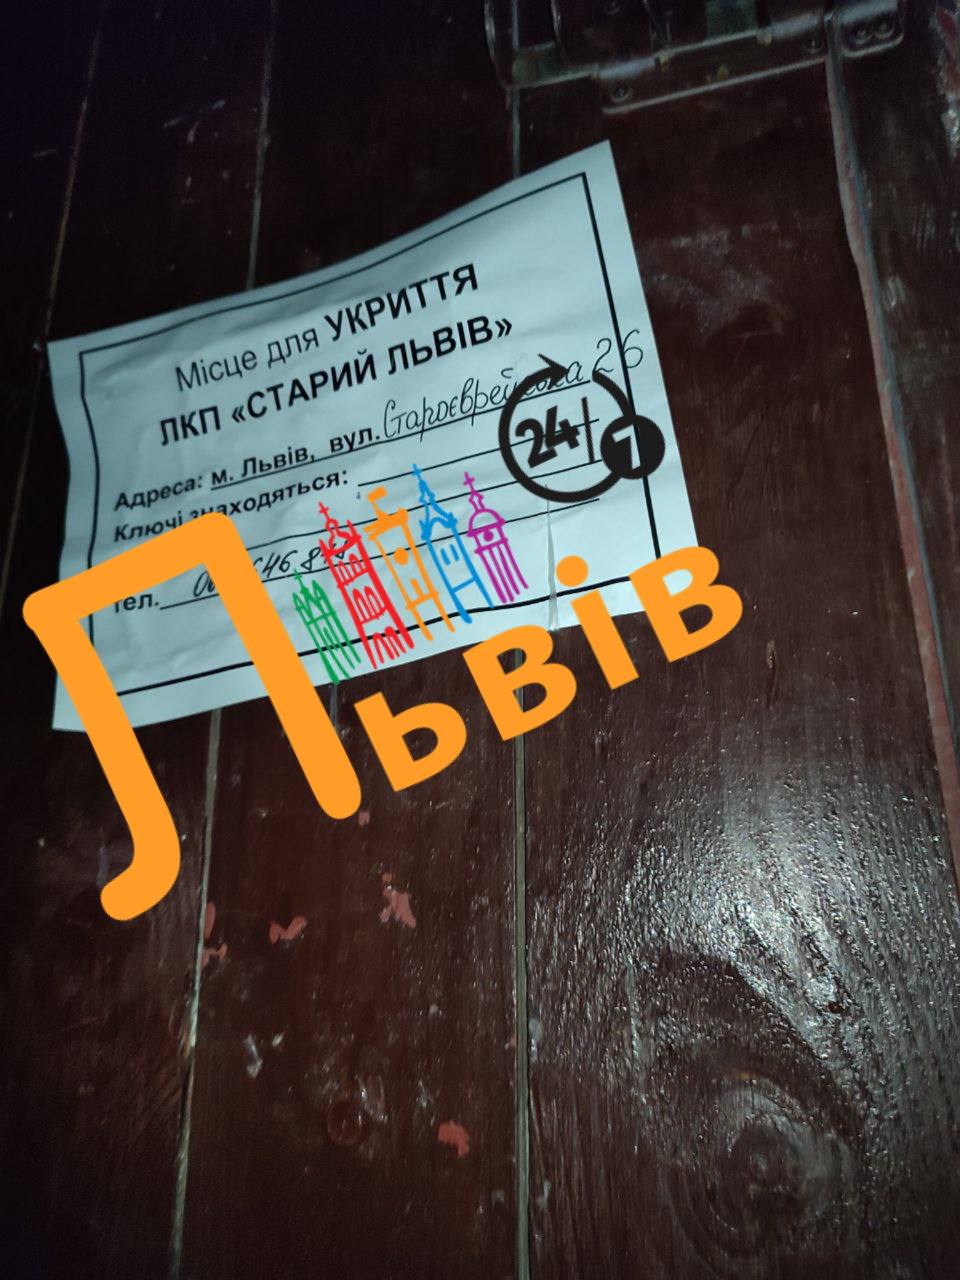 Місце для УКРИТТЯ
ЛКП «СТАРИЙ ЛЬВІВ»
Адреса: м. Львів, вул. Староєврейська 26
Ключі знаходяться:
24/7
тел.
Львів